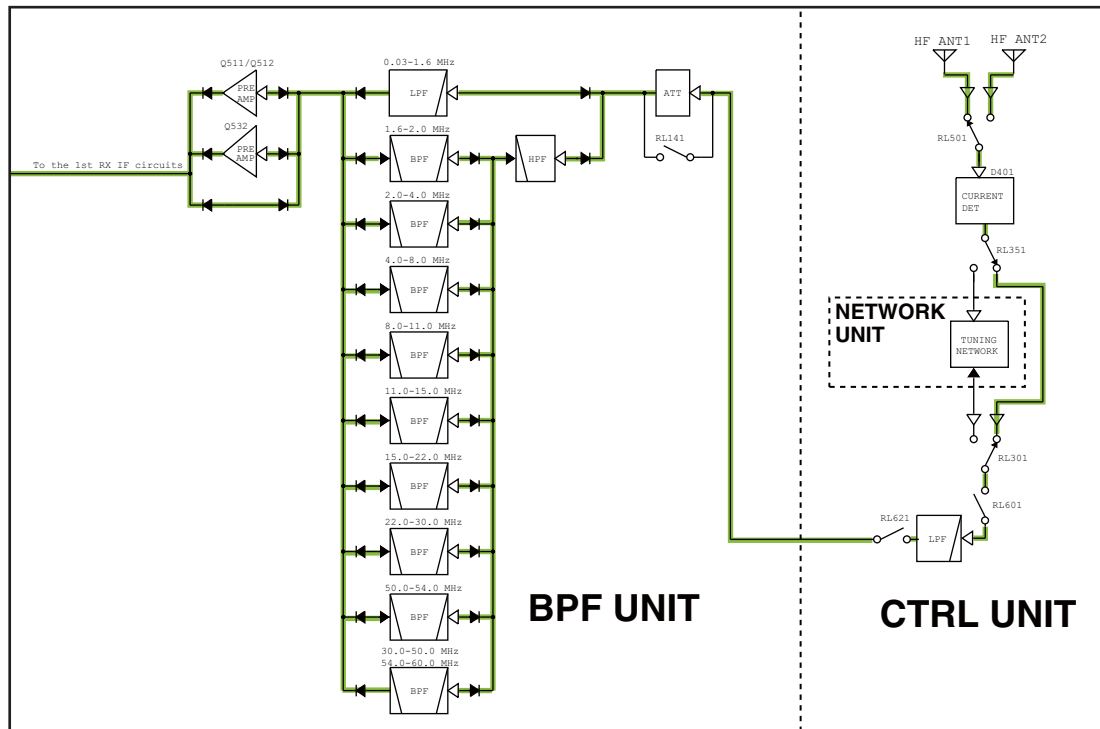 HF ANT1
HF ANT2
Q511/Q512
PRE
AMP
Q532
PRE
AMP
To the 1st RX IF circuits
0.03-1.6 MHz
LPF
1.6-2.0 MHz
BPF
2.0-4.0 MHz
BPF
4.0-8.0 MHz
BPF
8.0-11.0 MHz
BPF
11.0-15.0 MHz
BPF
15.0-22.0 MHz
BPF
22.0-30.0 MHz
BPF
50.0-54.0 MHz
BPF
30.0-50.0 MHz
54.0-60.0 MHz
BPF
HPF
ATT
RL141
BPF UNIT
RL501
D401
CURRENT
DET
RL351
NETWORK
UNIT
TUNING
NETWORK
RL301
RL601
RL621
LPF
CTRL UNIT